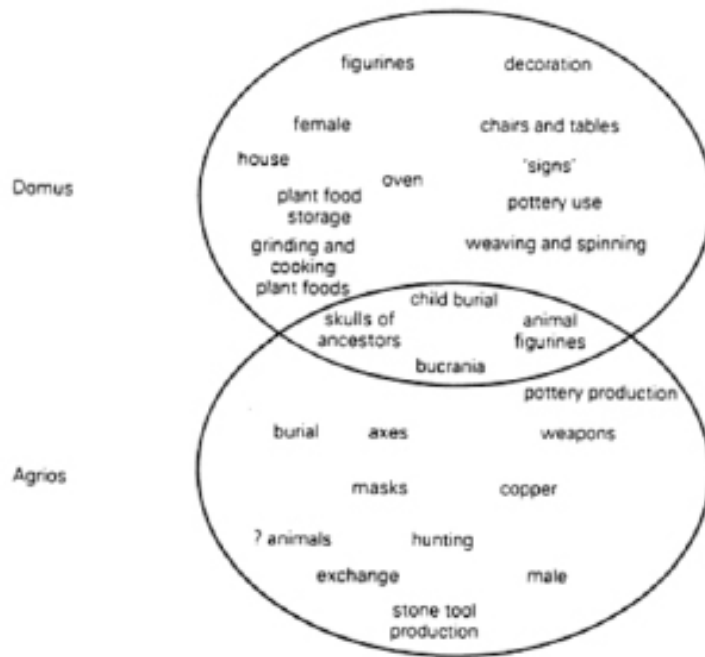 figurines
decoration
female
chairs and tables
house
'signs'
oven
Domus
plant food
storage
pottery use
grinding and
cooking
plant foods
weaving and spinning
child burial
skulls of
ancestors
animal
figurines
bucrania
pottery production
burial
axes
weapons
Agrios
masks
copper
? animals
hunting
exchange
male
stone tool
production